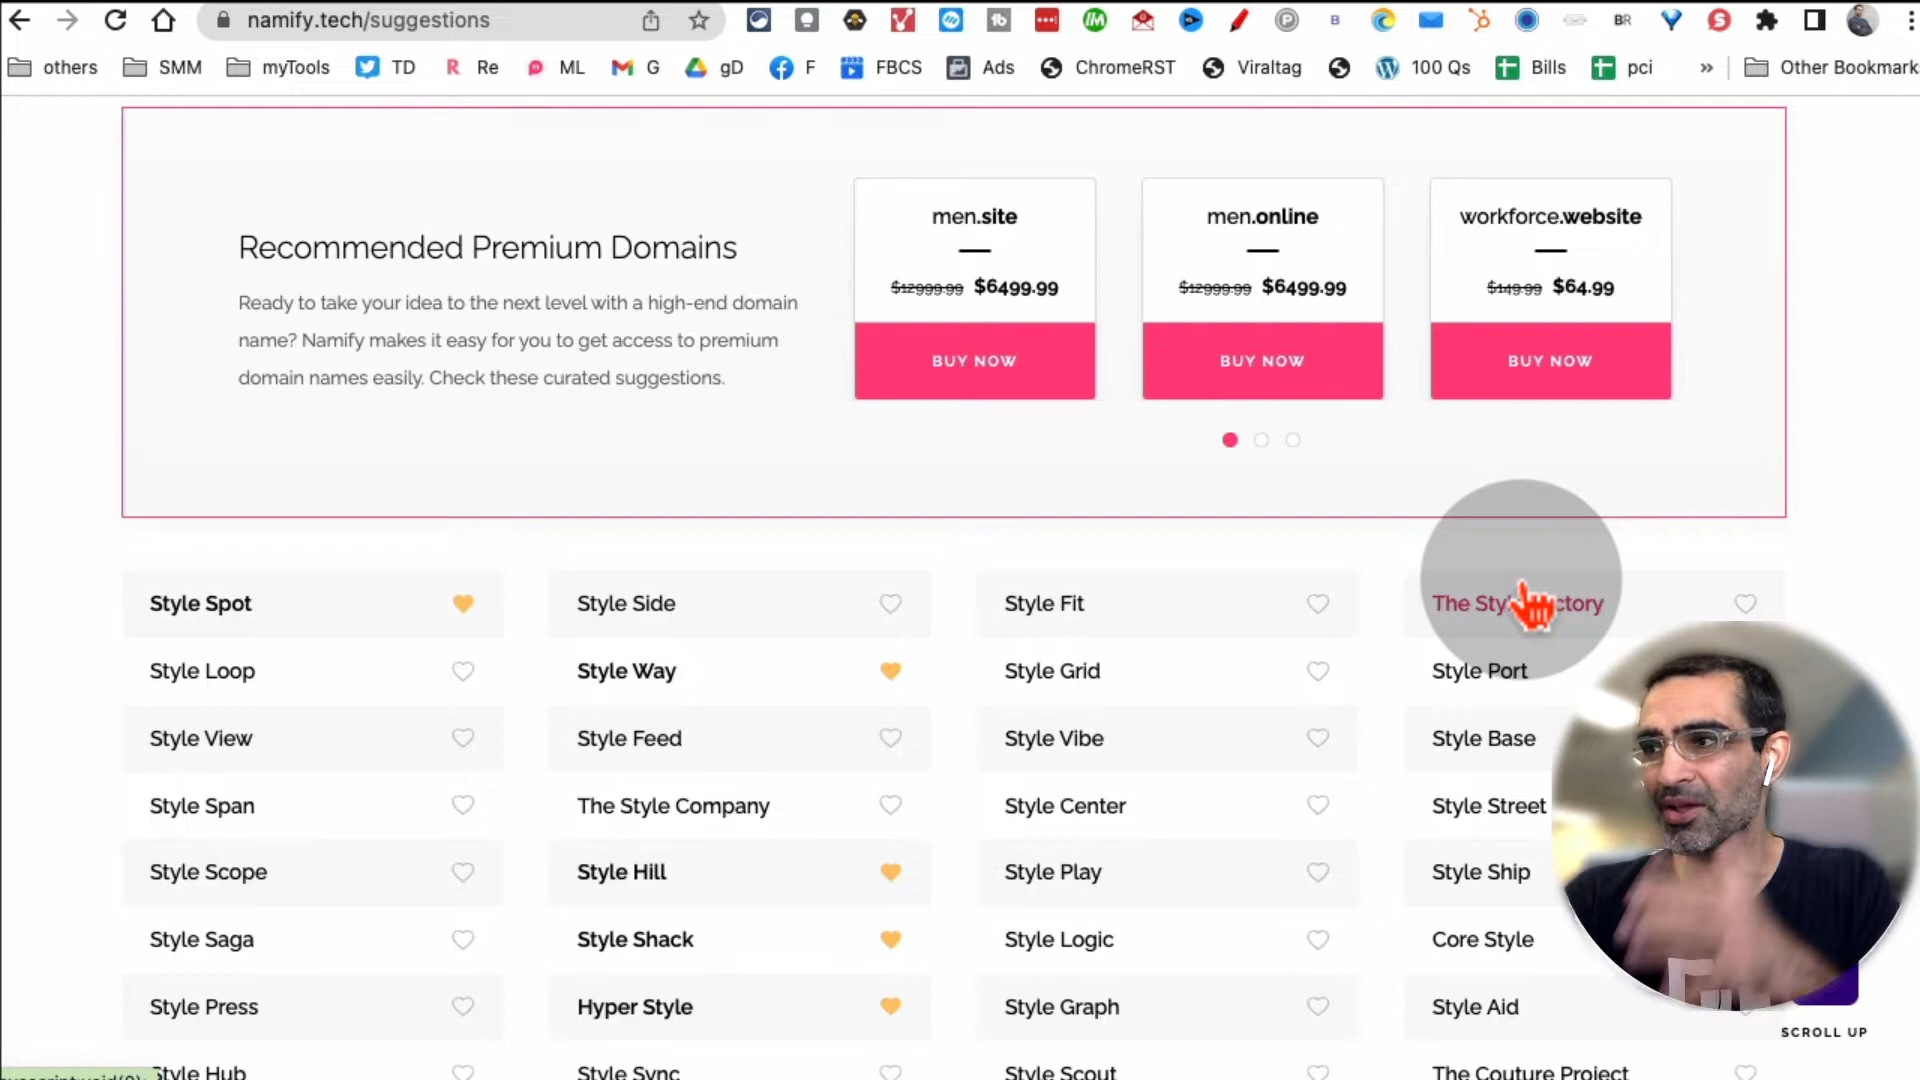 namify.tech/suggestions
others
SMM
myTools
TD
Re
ML
G
gD
F
FBCS
Ads
ChromeRST
Viraltag
100 Qs
Bills
pci
Other Bookmark
Recommended Premium Domains
Ready to take your idea to the next level with a high-end domain
name? Namify makes it easy for you to get access to premium
domain names easily. Check these curated suggestions.
men.site
$12999.99 $6499.99
BUY NOW
men.online
$12999.99 $6499.99
BUY NOW
workforce.website
$149.99 $64.99
BUY NOW
Style Spot
Style Side
Style Fit
The Sty ctory
Style Loop
Style Way
Style Grid
Style Port
Style View
Style Feed
Style Vibe
Style Base
Style Span
The Style Company
Style Center
Style Street
Style Scope
Style Hill
Style Play
Style Ship
Style Saga
Style Shack
Style Logic
Core Style
Style Press
Hyper Style
Style Graph
Style Aid
SCROLL UP
Style Hub
Style Sync
Style Scout
The Couture Project